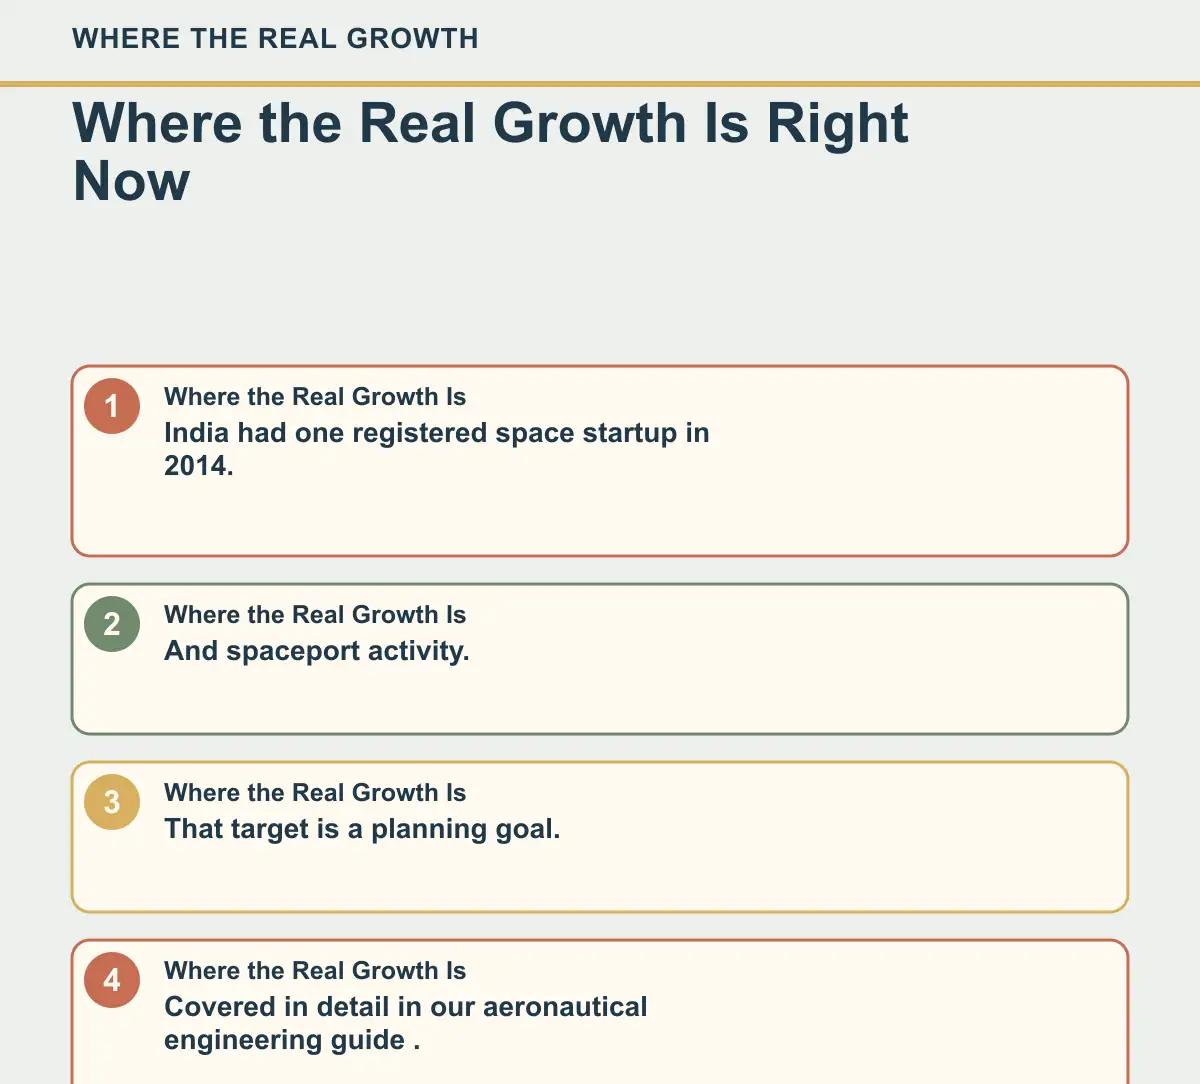 WHERE THE REAL GROWTH
Where the Real Growth Is Right
Now
1
Where the Real Growth Is
India had one registered space startup in
2014.
2
Where the Real Growth Is
And spaceport activity.
3
Where the Real Growth Is
That target is a planning goal.
4
Where the Real Growth Is
Covered in detail in our aeronautical
engineering guide .